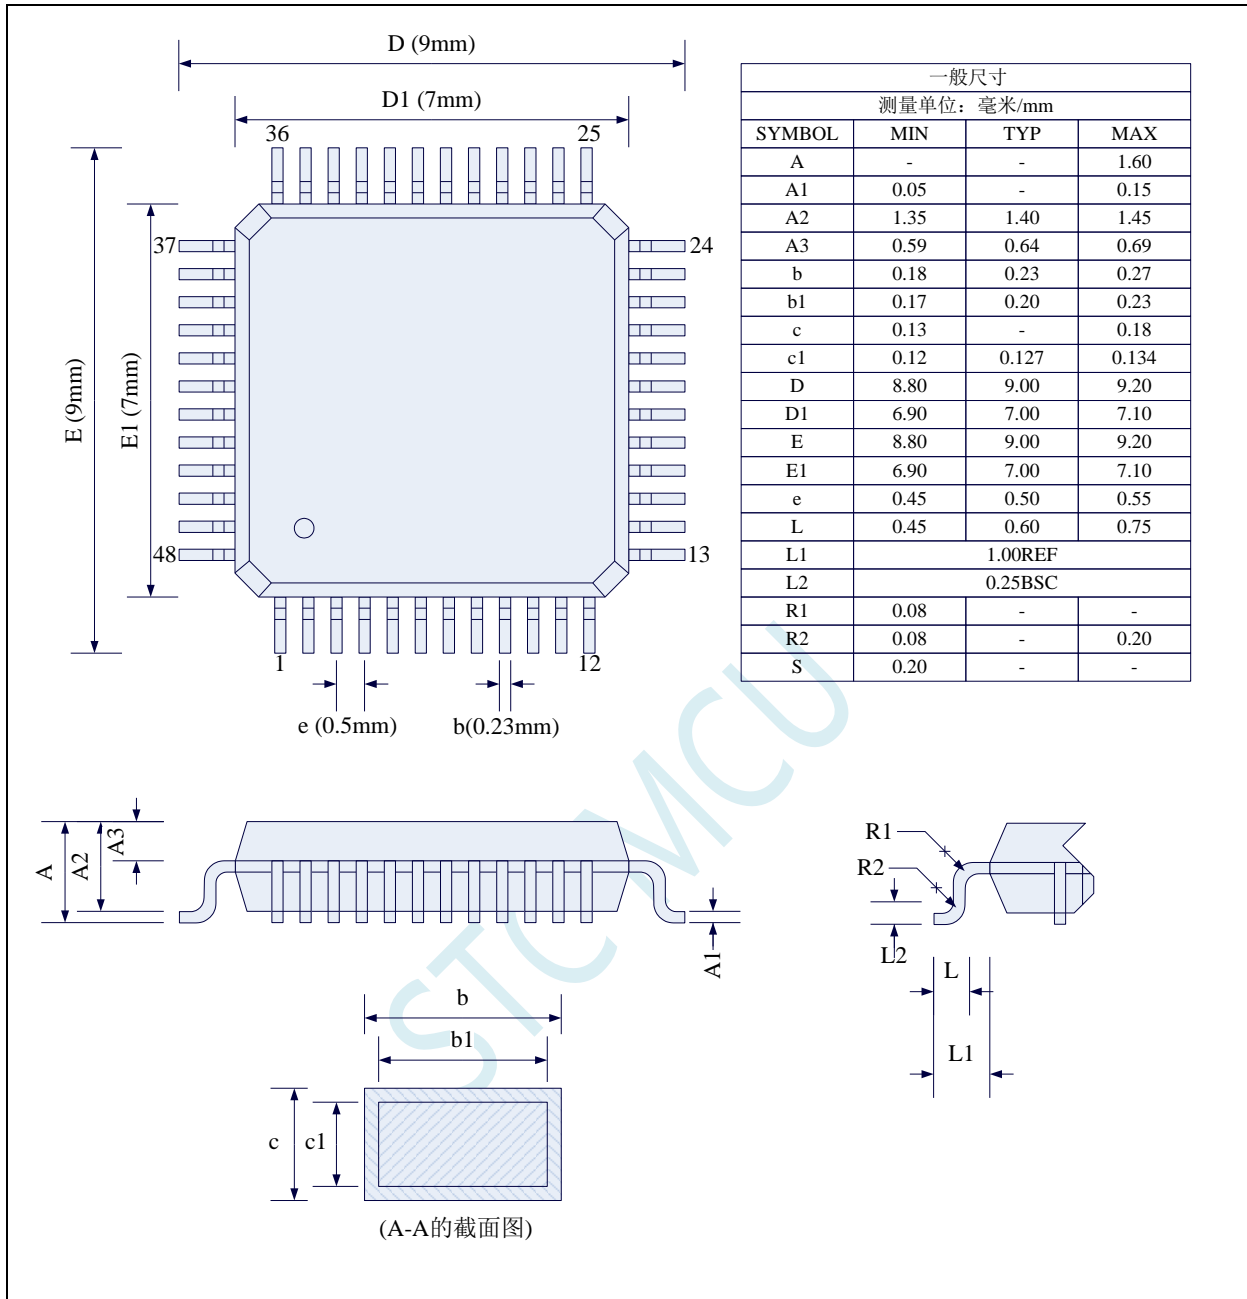 D (9mm)
D1 (7mm)
36 25
37 24
E (9mm)
E1 (7mm)
48 13
1 12
e (0.5mm) b(0.23mm)
一般尺寸
测量单位：毫米/mm
SYMBOL MIN TYP MAX
A - - 1.60
A1 0.05 - 0.15
A2 1.35 1.40 1.45
A3 0.59 0.64 0.69
b 0.18 0.23 0.27
b1 0.17 0.20 0.23
c 0.13 - 0.18
c1 0.12 0.127 0.134
D 8.80 9.00 9.20
D1 6.90 7.00 7.10
E 8.80 9.00 9.20
E1 6.90 7.00 7.10
e 0.45 0.50 0.55
L 0.45 0.60 0.75
L1 1.00REF
L2 0.25BSC
R1 0.08 - -
R2 0.08 - 0.20
S 0.20 - -
STC MCU
A
A2
A3
A1
R1
R2
L2
L
L1
b
b1
c c1
(A-A的截面图)